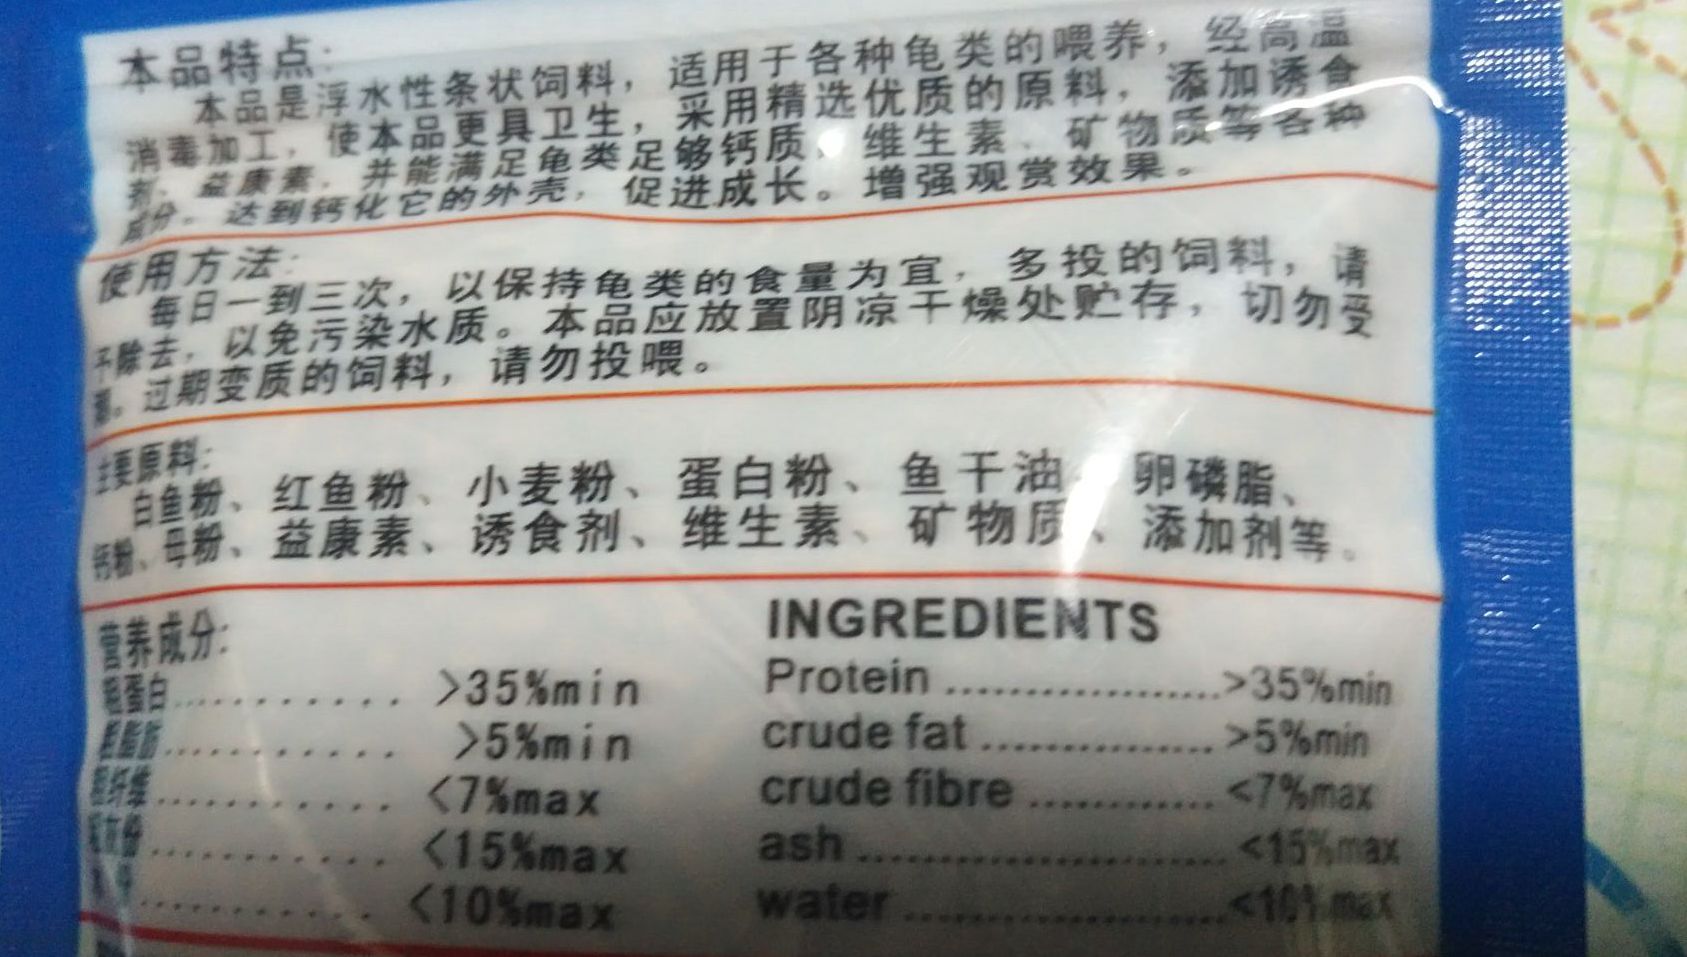 本品特点:
本品是浮水性条状饲料，适用于各种龟类的喂养，经高温
消毒加工，使本品更具卫生，采用精选优质的原料，添加诱食
剂、益康素，并能满足龟类足够钙质、维生素、矿物质等各种
成分。达到钙化它的外壳，促进成长。增强观赏效果。
使用方法:
每日一到三次，以保持龟类的食量为宜，多投的饲料，请
予除去，以免污染水质。本品应放置阴凉干燥处贮存，切勿受
潮。过期变质的饲料，请勿投喂。
主要原料:
白鱼粉、红鱼粉、小麦粉、蛋白粉、鱼干油、卵磷脂、
钙粉、母粉、益康素、诱食剂、维生素、矿物质、添加剂等。
营养成分:
粗蛋白........... >35%min
粗脂肪........... >5%min
粗纤维........... <7%max
........... <15%max
........... <10%max
INGREDIENTS
Protein ........................>35%min
crude fat ....................>5%min
crude fibre ................<7%max
ash ................................<15%max
water ............................<10%max